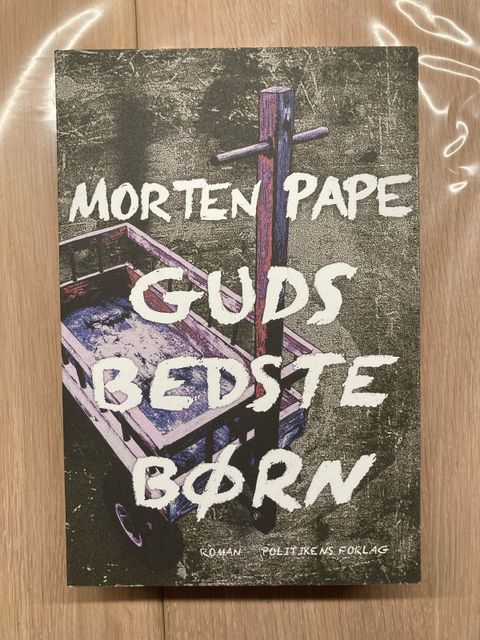 MORTEN PAPE
GUDS
BEDSTE
BØRN
ROMAN POLITIKENS FORLAG